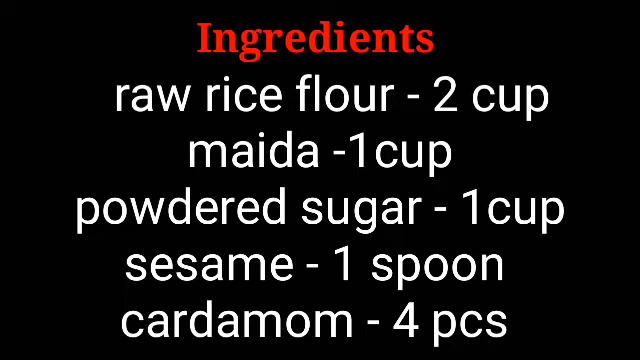 Ingredients
raw rice flour - 2 cup
maida -1cup
powdered sugar - 1cup
sesame - 1 spoon
cardamom - 4 pcs